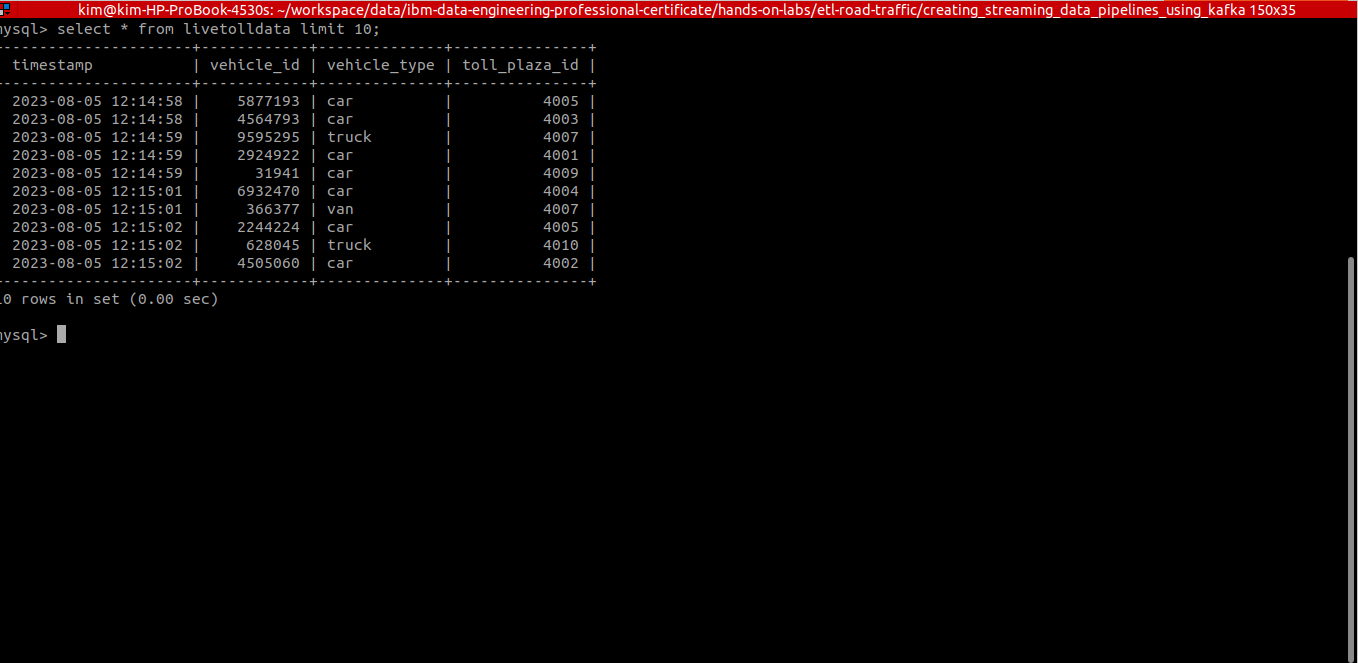 kim@kim-HP-ProBook-4530s: ~/workspace/data/ibm-data-engineering-professional-certificate/hands-on-labs/etl-road-traffic/creating_streaming_data_pipelines_using_kafka 150x35
mysql> select * from livetolldata limit 10;
---------------------+------------+--------------+---------------+
timestamp | vehicle_id | vehicle_type | toll_plaza_id |
---------------------+------------+--------------+---------------+
2023-08-05 12:14:58 | 5877193 | car | 4005 |
2023-08-05 12:14:58 | 4564793 | car | 4003 |
2023-08-05 12:14:59 | 9595295 | truck | 4007 |
2023-08-05 12:14:59 | 2924922 | car | 4001 |
2023-08-05 12:14:59 | 31941 | car | 4009 |
2023-08-05 12:15:01 | 6932470 | car | 4004 |
2023-08-05 12:15:01 | 366377 | van | 4007 |
2023-08-05 12:15:02 | 2244224 | car | 4005 |
2023-08-05 12:15:02 | 628045 | truck | 4010 |
2023-08-05 12:15:02 | 4505060 | car | 4002 |
---------------------+------------+--------------+---------------+
10 rows in set (0.00 sec)
mysql>